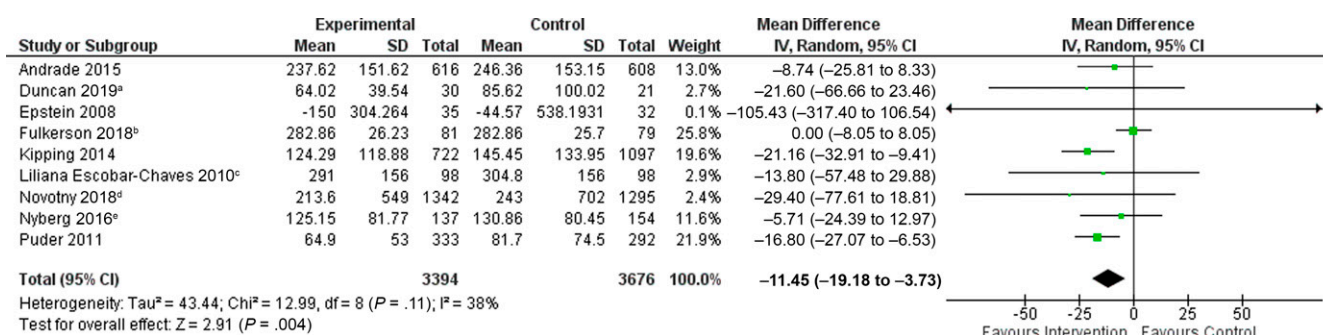 Experimental Control Mean Difference Mean Difference
Study or Subgroup Mean SD Total Mean SD Total Weight IV, Random, 95% CI IV, Random, 95% CI
Andrade 2015 237.62 151.62 616 246.36 153.15 608 13.0% –8.74 (–25.81 to 8.33)
Duncan 2019ª 64.02 39.54 30 85.62 100.02 21 2.7% –21.60 (–66.66 to 23.46)
Epstein 2008 -150 304.264 35 -44.57 538.1931 32 0.1% –105.43 (–317.40 to 106.54)
Fulkerson 2018ᵇ 282.86 26.23 81 282.86 25.7 79 25.8% 0.00 (–8.05 to 8.05)
Kipping 2014 124.29 118.88 722 145.45 133.95 1097 19.6% –21.16 (–32.91 to –9.41)
Liliana Escobar-Chaves 2010ᶜ 291 156 98 304.8 156 98 2.9% –13.80 (–57.48 to 29.88)
Novotny 2018ᵈ 213.6 549 1342 243 702 1295 2.4% –29.40 (–77.61 to 18.81)
Nyberg 2016ᵉ 125.15 81.77 137 130.86 80.45 154 11.6% –5.71 (–24.39 to 12.97)
Puder 2011 64.9 53 333 81.7 74.5 292 21.9% –16.80 (–27.07 to –6.53)
Total (95% CI) 3394 3676 100.0% –11.45 (–19.18 to –3.73)
Heterogeneity: Tau² = 43.44; Chi² = 12.99, df = 8 (P = .11); I² = 38%
Test for overall effect: Z = 2.91 (P = .004)
-50 -25 0 25 50
Favours Intervention Favours Control